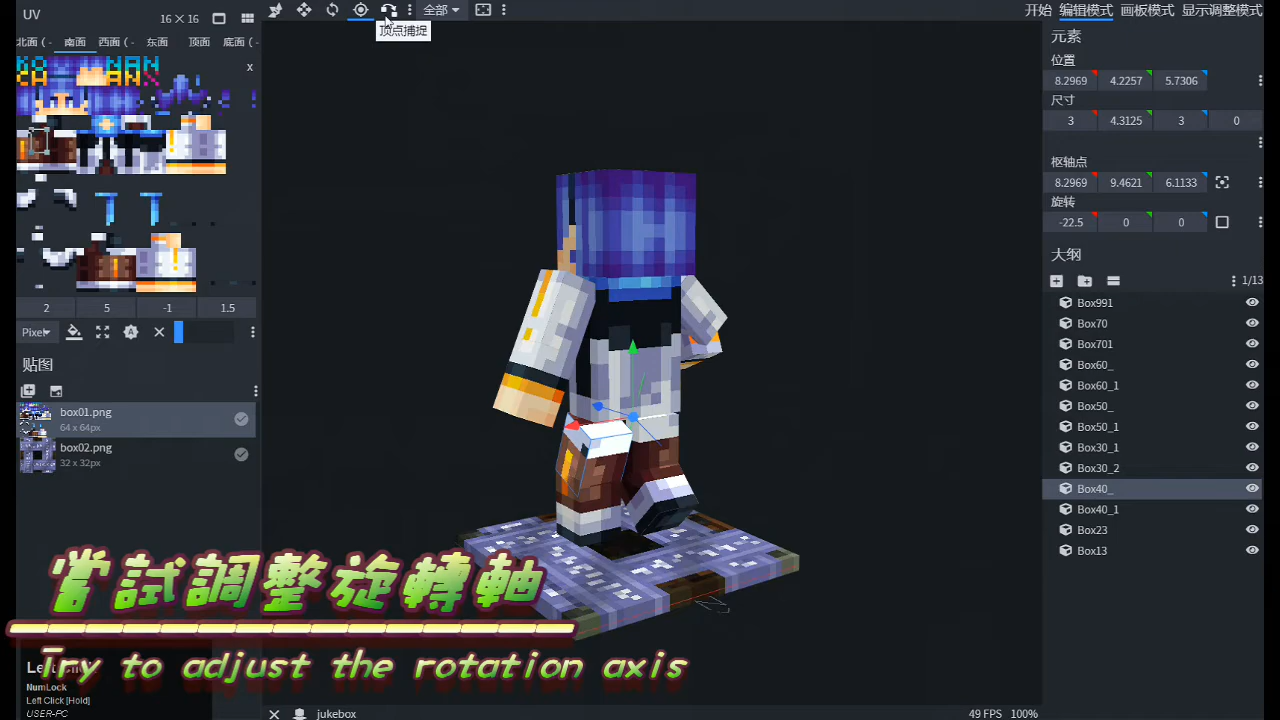 UV
16 × 16
全部
顶点捕捉
开始 编辑模式 画板模式 显示调整模式
北面 ( 南面 西面 ( 东面 顶面 底面 (
x
元素
位置
8.2969 4.2257 5.7306
尺寸
3 4.3125 3 0
枢轴点
8.2969 9.4621 6.1133
旋转
-22.5 0 0
大纲
1/13
Box991
Box70
Box701
Box60_
Box60_1
Box50_
Box50_1
Box30_1
Box30_2
Box40_
Box40_1
Box23
Box13
2 5 -1 1.5
Pixel
贴图
box01.png
64 x 64px
box02.png
32 x 32px
嘗試調整旋轉軸
Try to adjust the rotation axis
NumLock
Left Click [Hold]
USER-PC
jukebox
49 FPS 100%